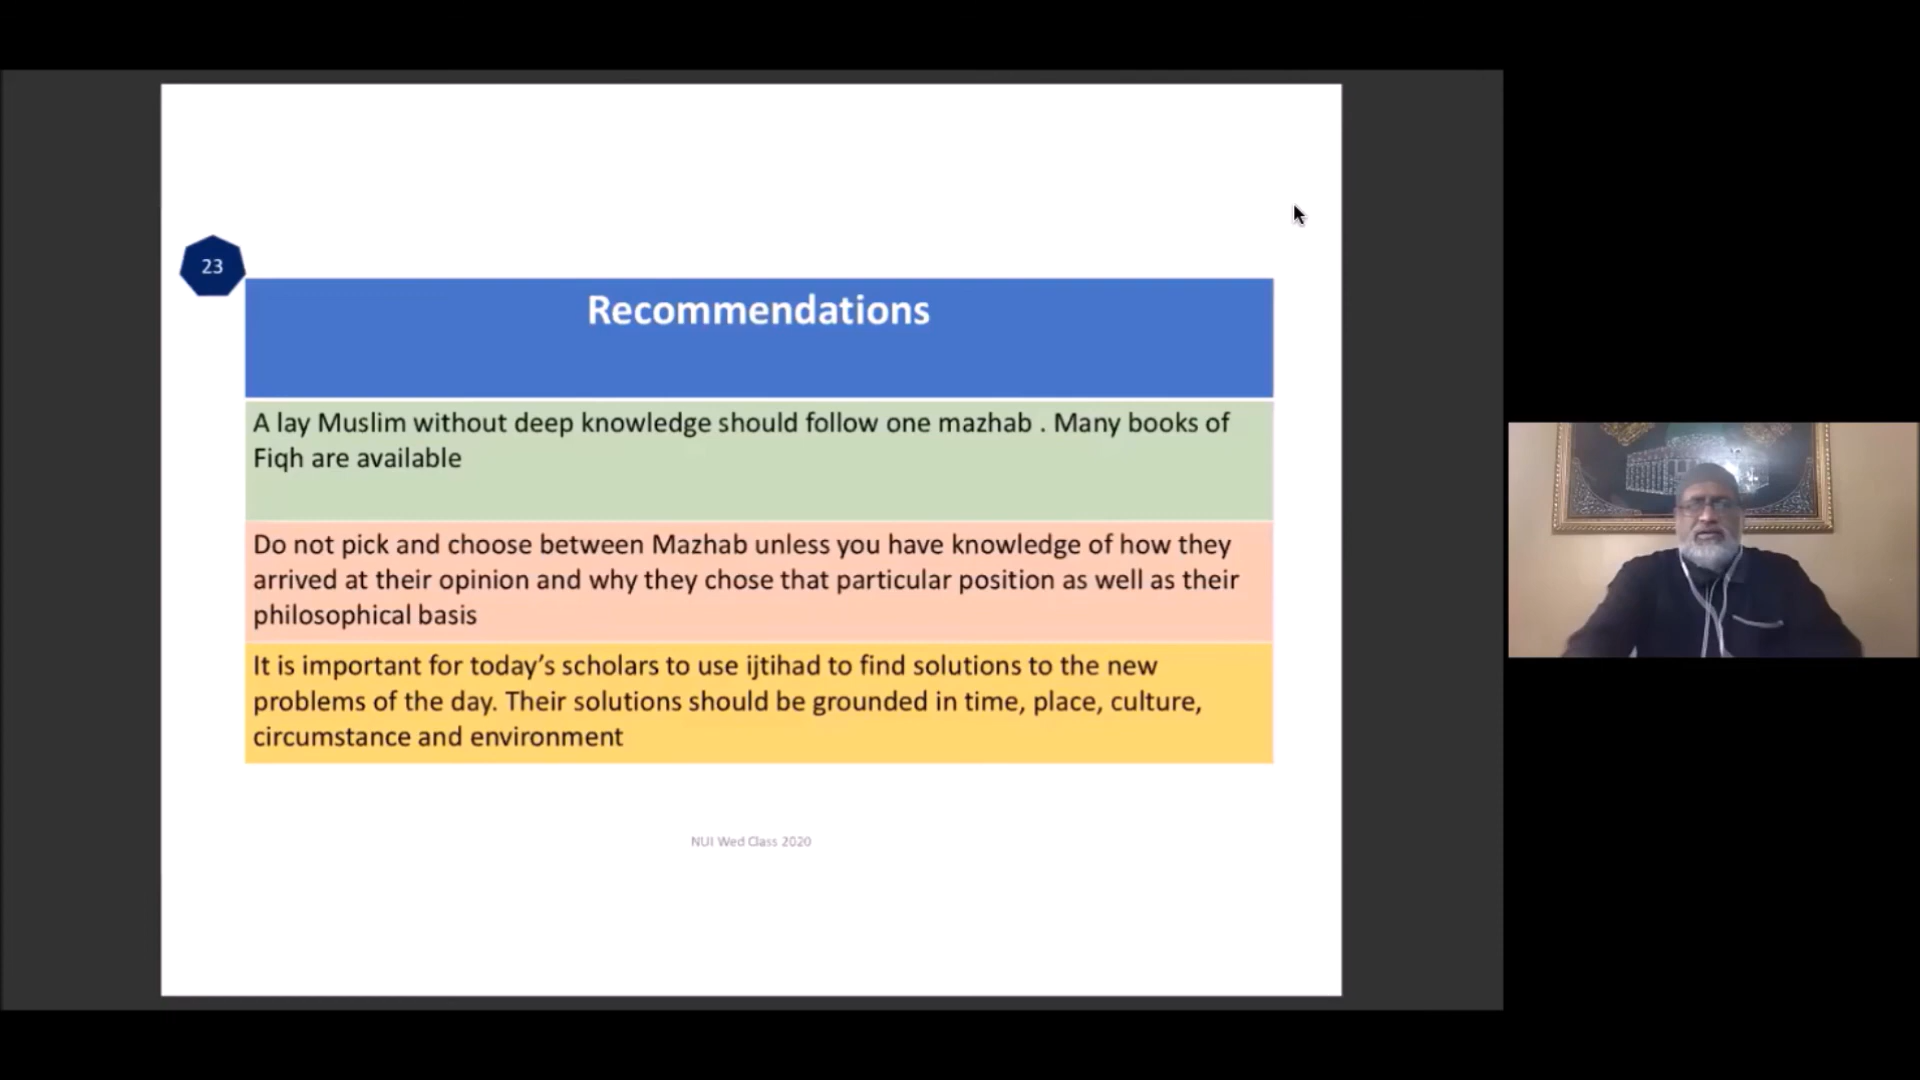 23
Recommendations
A lay Muslim without deep knowledge should follow one mazhab . Many books of
Fiqh are available
Do not pick and choose between Mazhab unless you have knowledge of how they
arrived at their opinion and why they chose that particular position as well as their
philosophical basis
It is important for today’s scholars to use ijtihad to find solutions to the new
problems of the day. Their solutions should be grounded in time, place, culture,
circumstance and environment
NUI Wed Class 2020